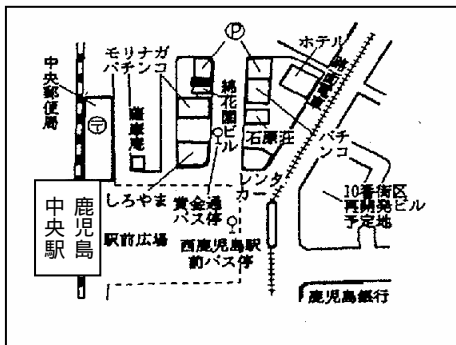 Ⓟ
モリナガ
パチンコ
ホテル
中央郵便局
〒
薩摩庵
綿花園ビル
路面電車
石原荘
パチンコ
しろやま
黄金通
バス停
レンタカー
10番街区
再開発ビル
予定地
鹿児島
中央駅
駅前広場
西鹿児島駅
前バス停
鹿児島銀行